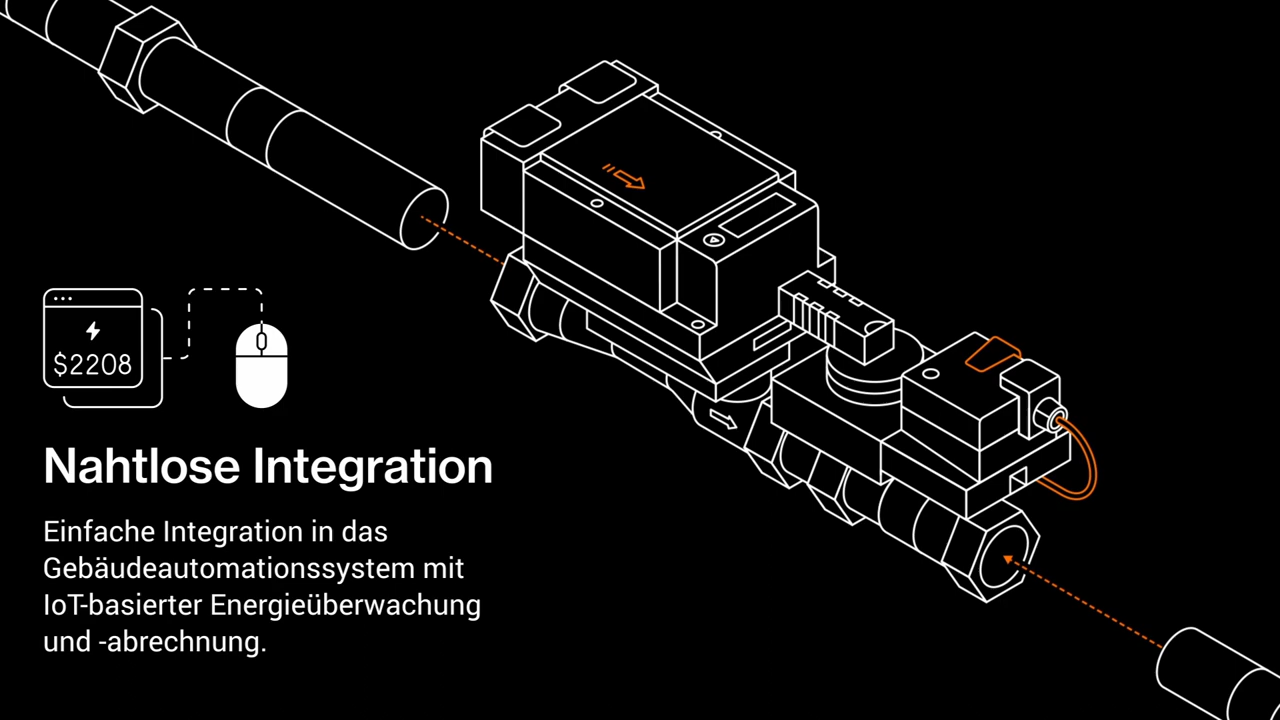 $2208
Nahtlose Integration
Einfache Integration in das
Gebäudeautomationssystem mit
IoT-basierter Energieüberwachung
und -abrechnung.